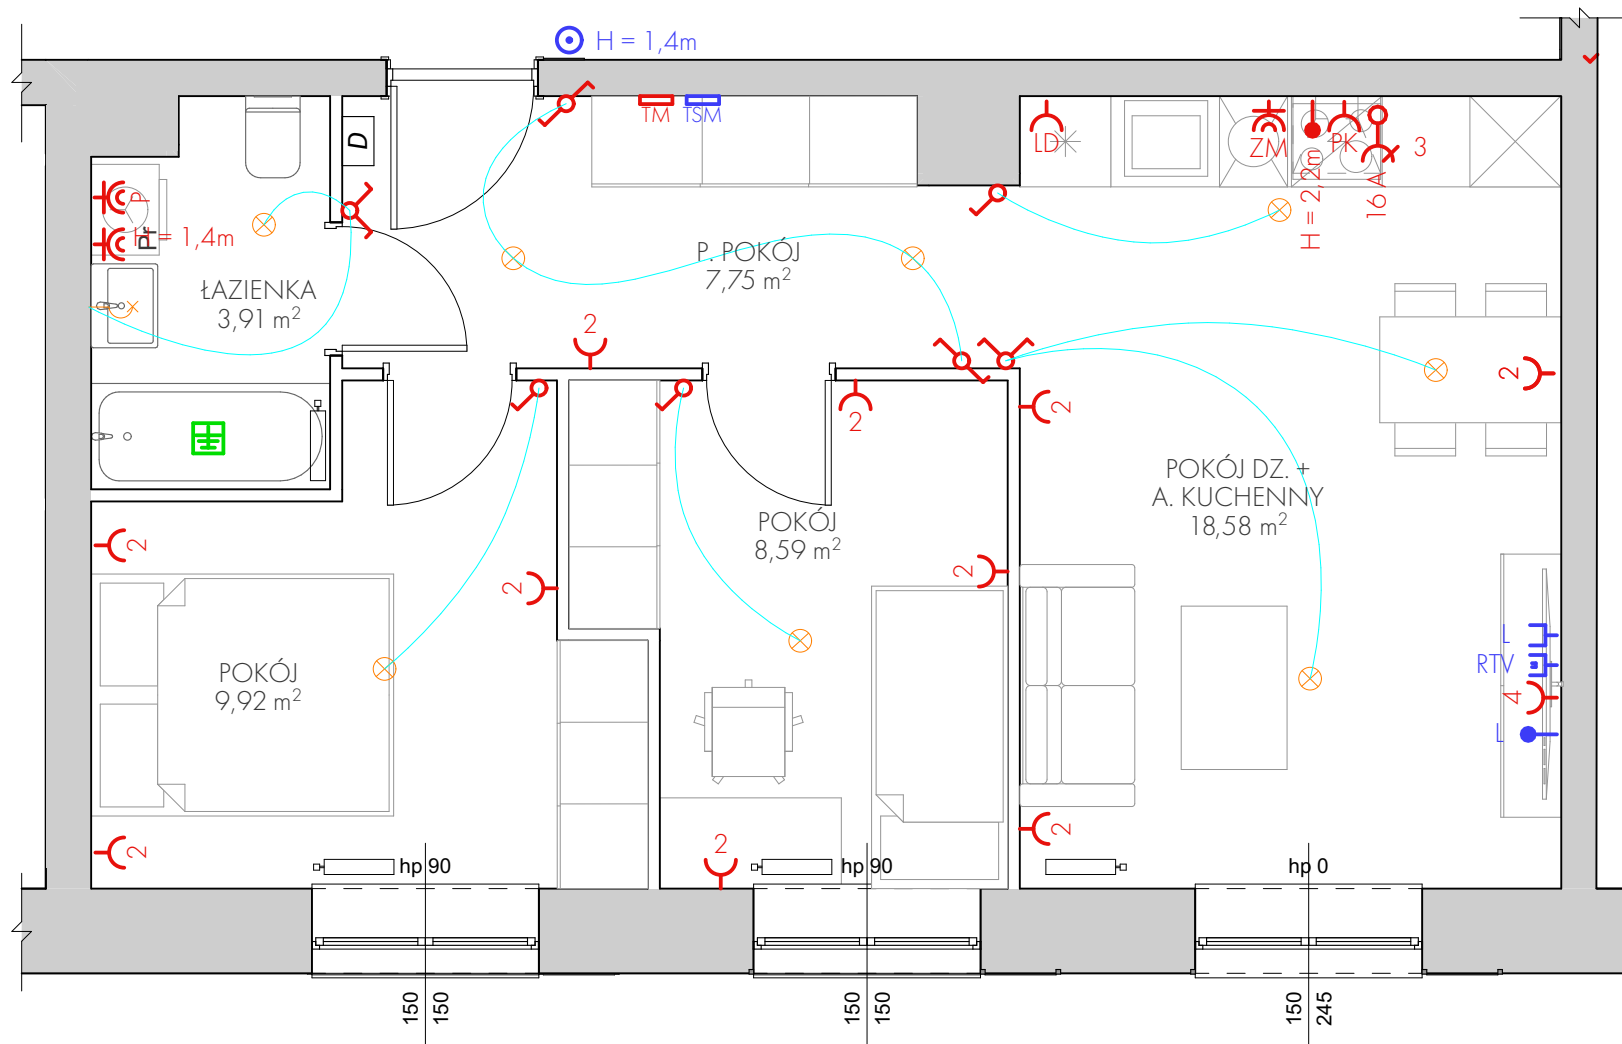 H = 1,4m
TM
TSM
D
LD
ZM
PK
3
H = 2,2m
16A
P
Pr
H = 1,4m
P. POKÓJ
7,75 m²
ŁAZIENKA
3,91 m²
2
2
2
2
POKÓJ DZ. +
A. KUCHENNY
18,58 m²
POKÓJ
8,59 m²
2
2
2
POKÓJ
9,92 m²
L
RTV
4
L
2
2
2
hp 90
hp 90
hp 0
150
150
150
150
150
245